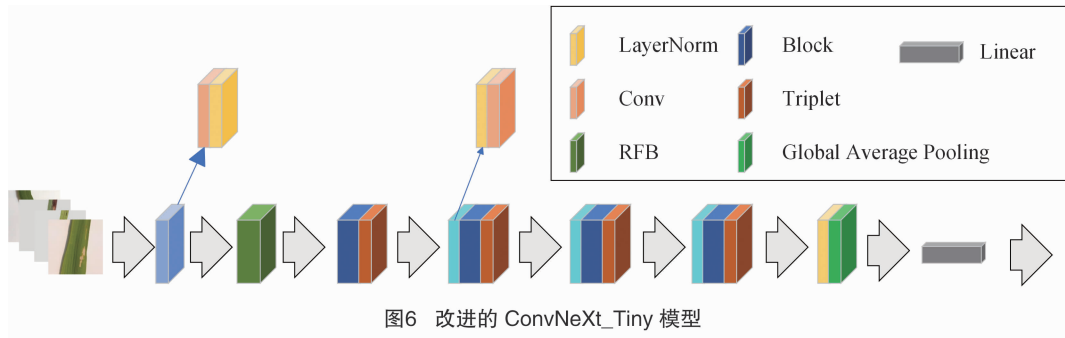 LayerNorm
Block
Linear
Conv
Triplet
RFB
Global Average Pooling
图6 改进的 ConvNeXt_Tiny 模型